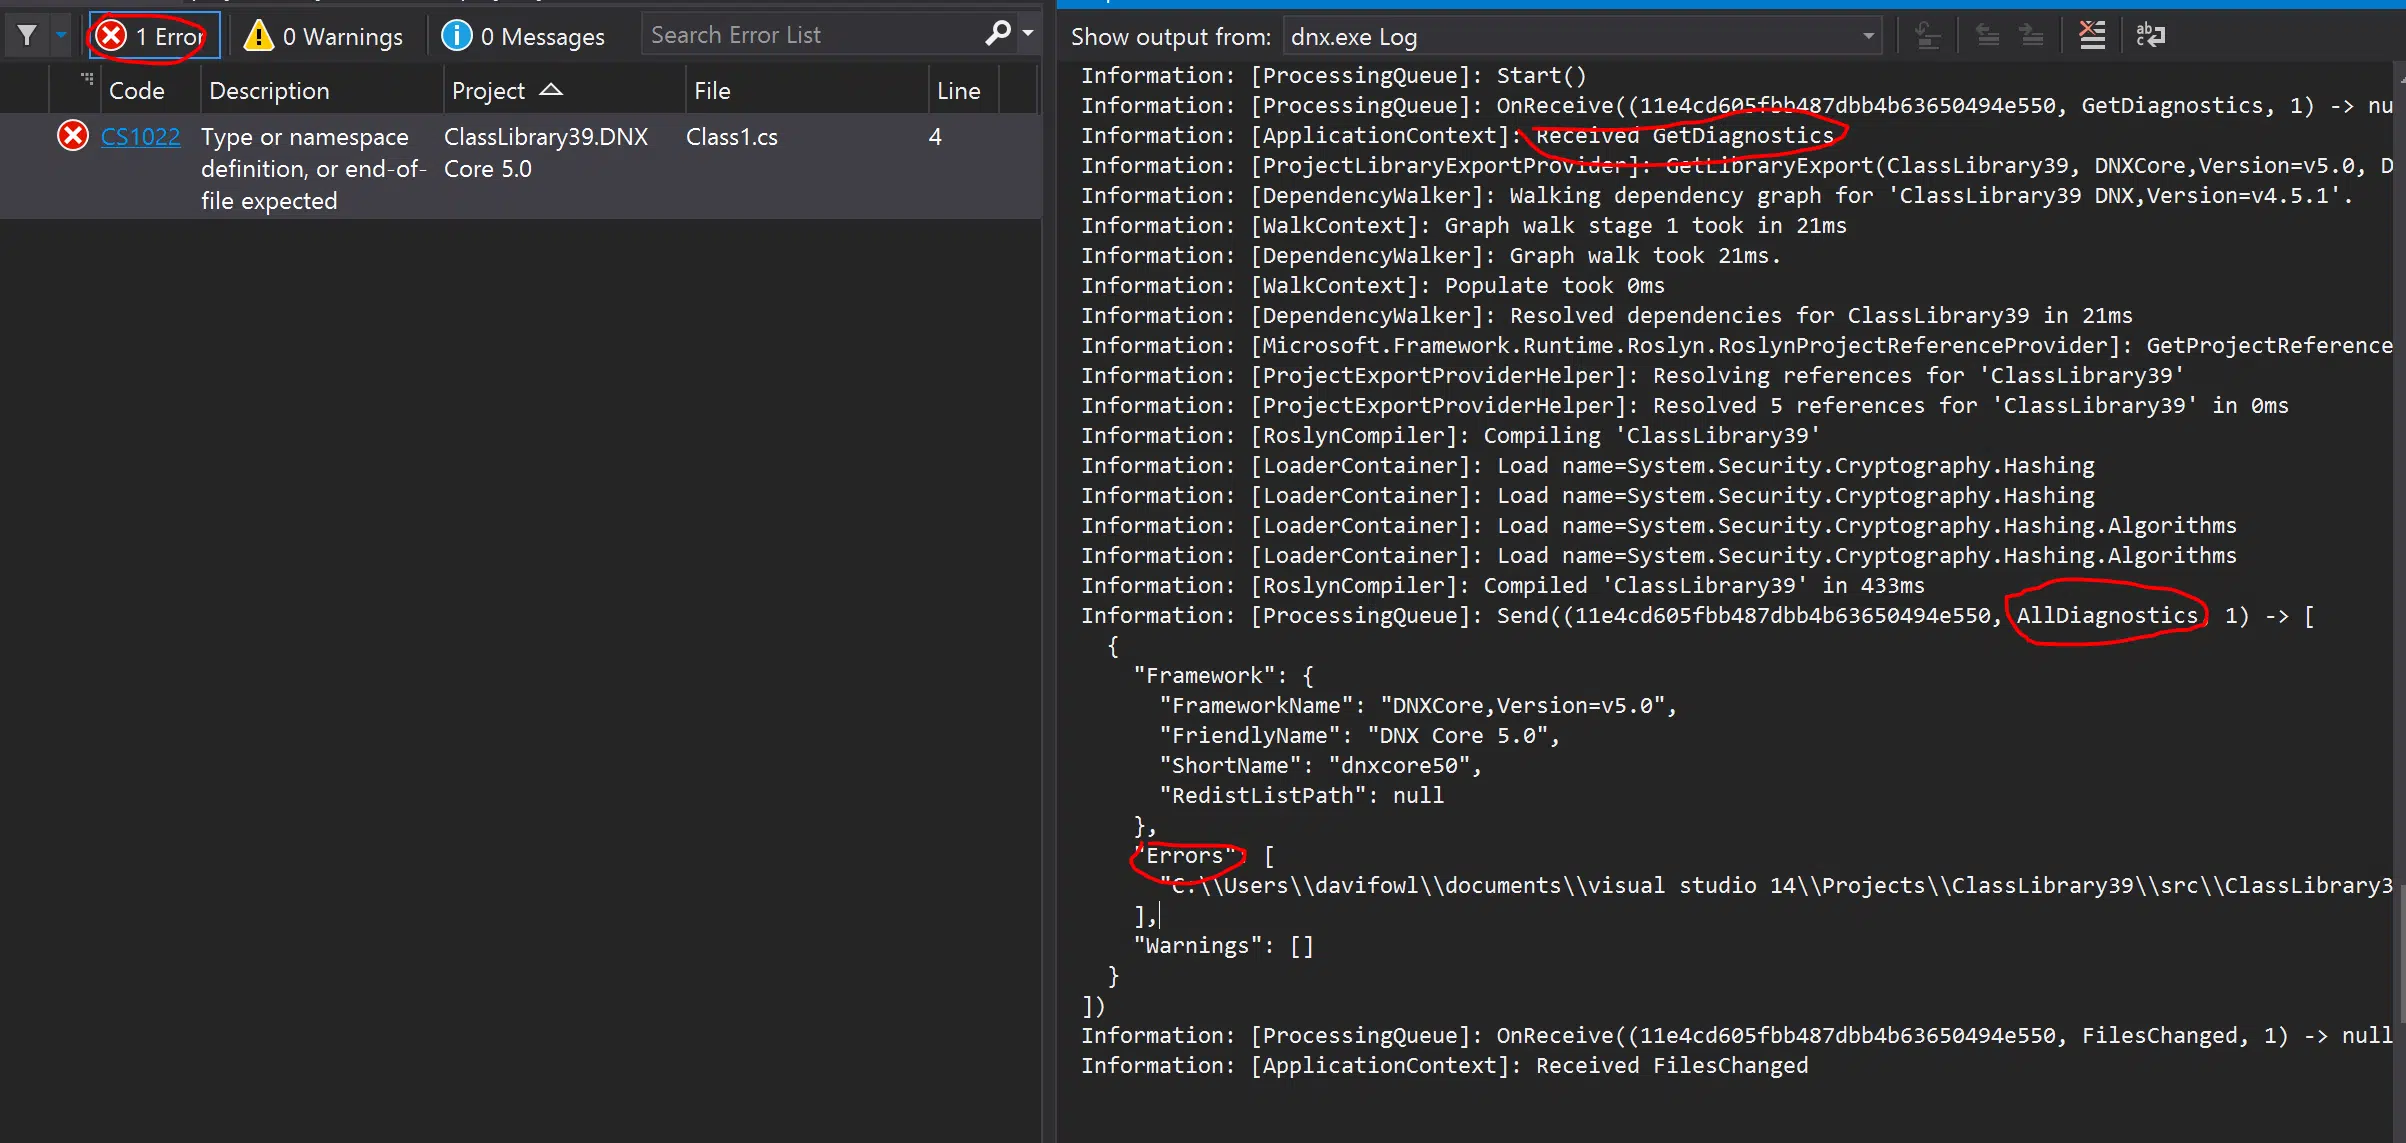 1 Error
0 Warnings
0 Messages
Search Error List
Code
Description
Project
File
Line
CS1022
Type or namespace
definition, or end-of-
file expected
ClassLibrary39.DNX
Core 5.0
Class1.cs
4
Show output from:
dnx.exe Log
Information: [ProcessingQueue]: Start()
Information: [ProcessingQueue]: OnReceive((11e4cd605fbb487dbb4b63650494e550, GetDiagnostics, 1) -> nu
Information: [ApplicationContext]: Received GetDiagnostics
Information: [ProjectLibraryExportProvider]: GetLibraryExport(ClassLibrary39, DNXCore,Version=v5.0, D
Information: [DependencyWalker]: Walking dependency graph for 'ClassLibrary39 DNX,Version=v4.5.1'.
Information: [WalkContext]: Graph walk stage 1 took in 21ms
Information: [DependencyWalker]: Graph walk took 21ms.
Information: [WalkContext]: Populate took 0ms
Information: [DependencyWalker]: Resolved dependencies for ClassLibrary39 in 21ms
Information: [Microsoft.Framework.Runtime.Roslyn.RoslynProjectReferenceProvider]: GetProjectReference
Information: [ProjectExportProviderHelper]: Resolving references for 'ClassLibrary39'
Information: [ProjectExportProviderHelper]: Resolved 5 references for 'ClassLibrary39' in 0ms
Information: [RoslynCompiler]: Compiling 'ClassLibrary39'
Information: [LoaderContainer]: Load name=System.Security.Cryptography.Hashing
Information: [LoaderContainer]: Load name=System.Security.Cryptography.Hashing
Information: [LoaderContainer]: Load name=System.Security.Cryptography.Hashing.Algorithms
Information: [LoaderContainer]: Load name=System.Security.Cryptography.Hashing.Algorithms
Information: [RoslynCompiler]: Compiled 'ClassLibrary39' in 433ms
Information: [ProcessingQueue]: Send((11e4cd605fbb487dbb4b63650494e550, AllDiagnostics, 1) -> [
{
"Framework": {
"FrameworkName": "DNXCore,Version=v5.0",
"FriendlyName": "DNX Core 5.0",
"ShortName": "dnxcore50",
"RedistListPath": null
},
"Errors": [
"C:\\Users\\davifowl\\documents\\visual studio 14\\Projects\\ClassLibrary39\\src\\ClassLibrary3
],
"Warnings": []
}
])
Information: [ProcessingQueue]: OnReceive((11e4cd605fbb487dbb4b63650494e550, FilesChanged, 1) -> null
Information: [ApplicationContext]: Received FilesChanged